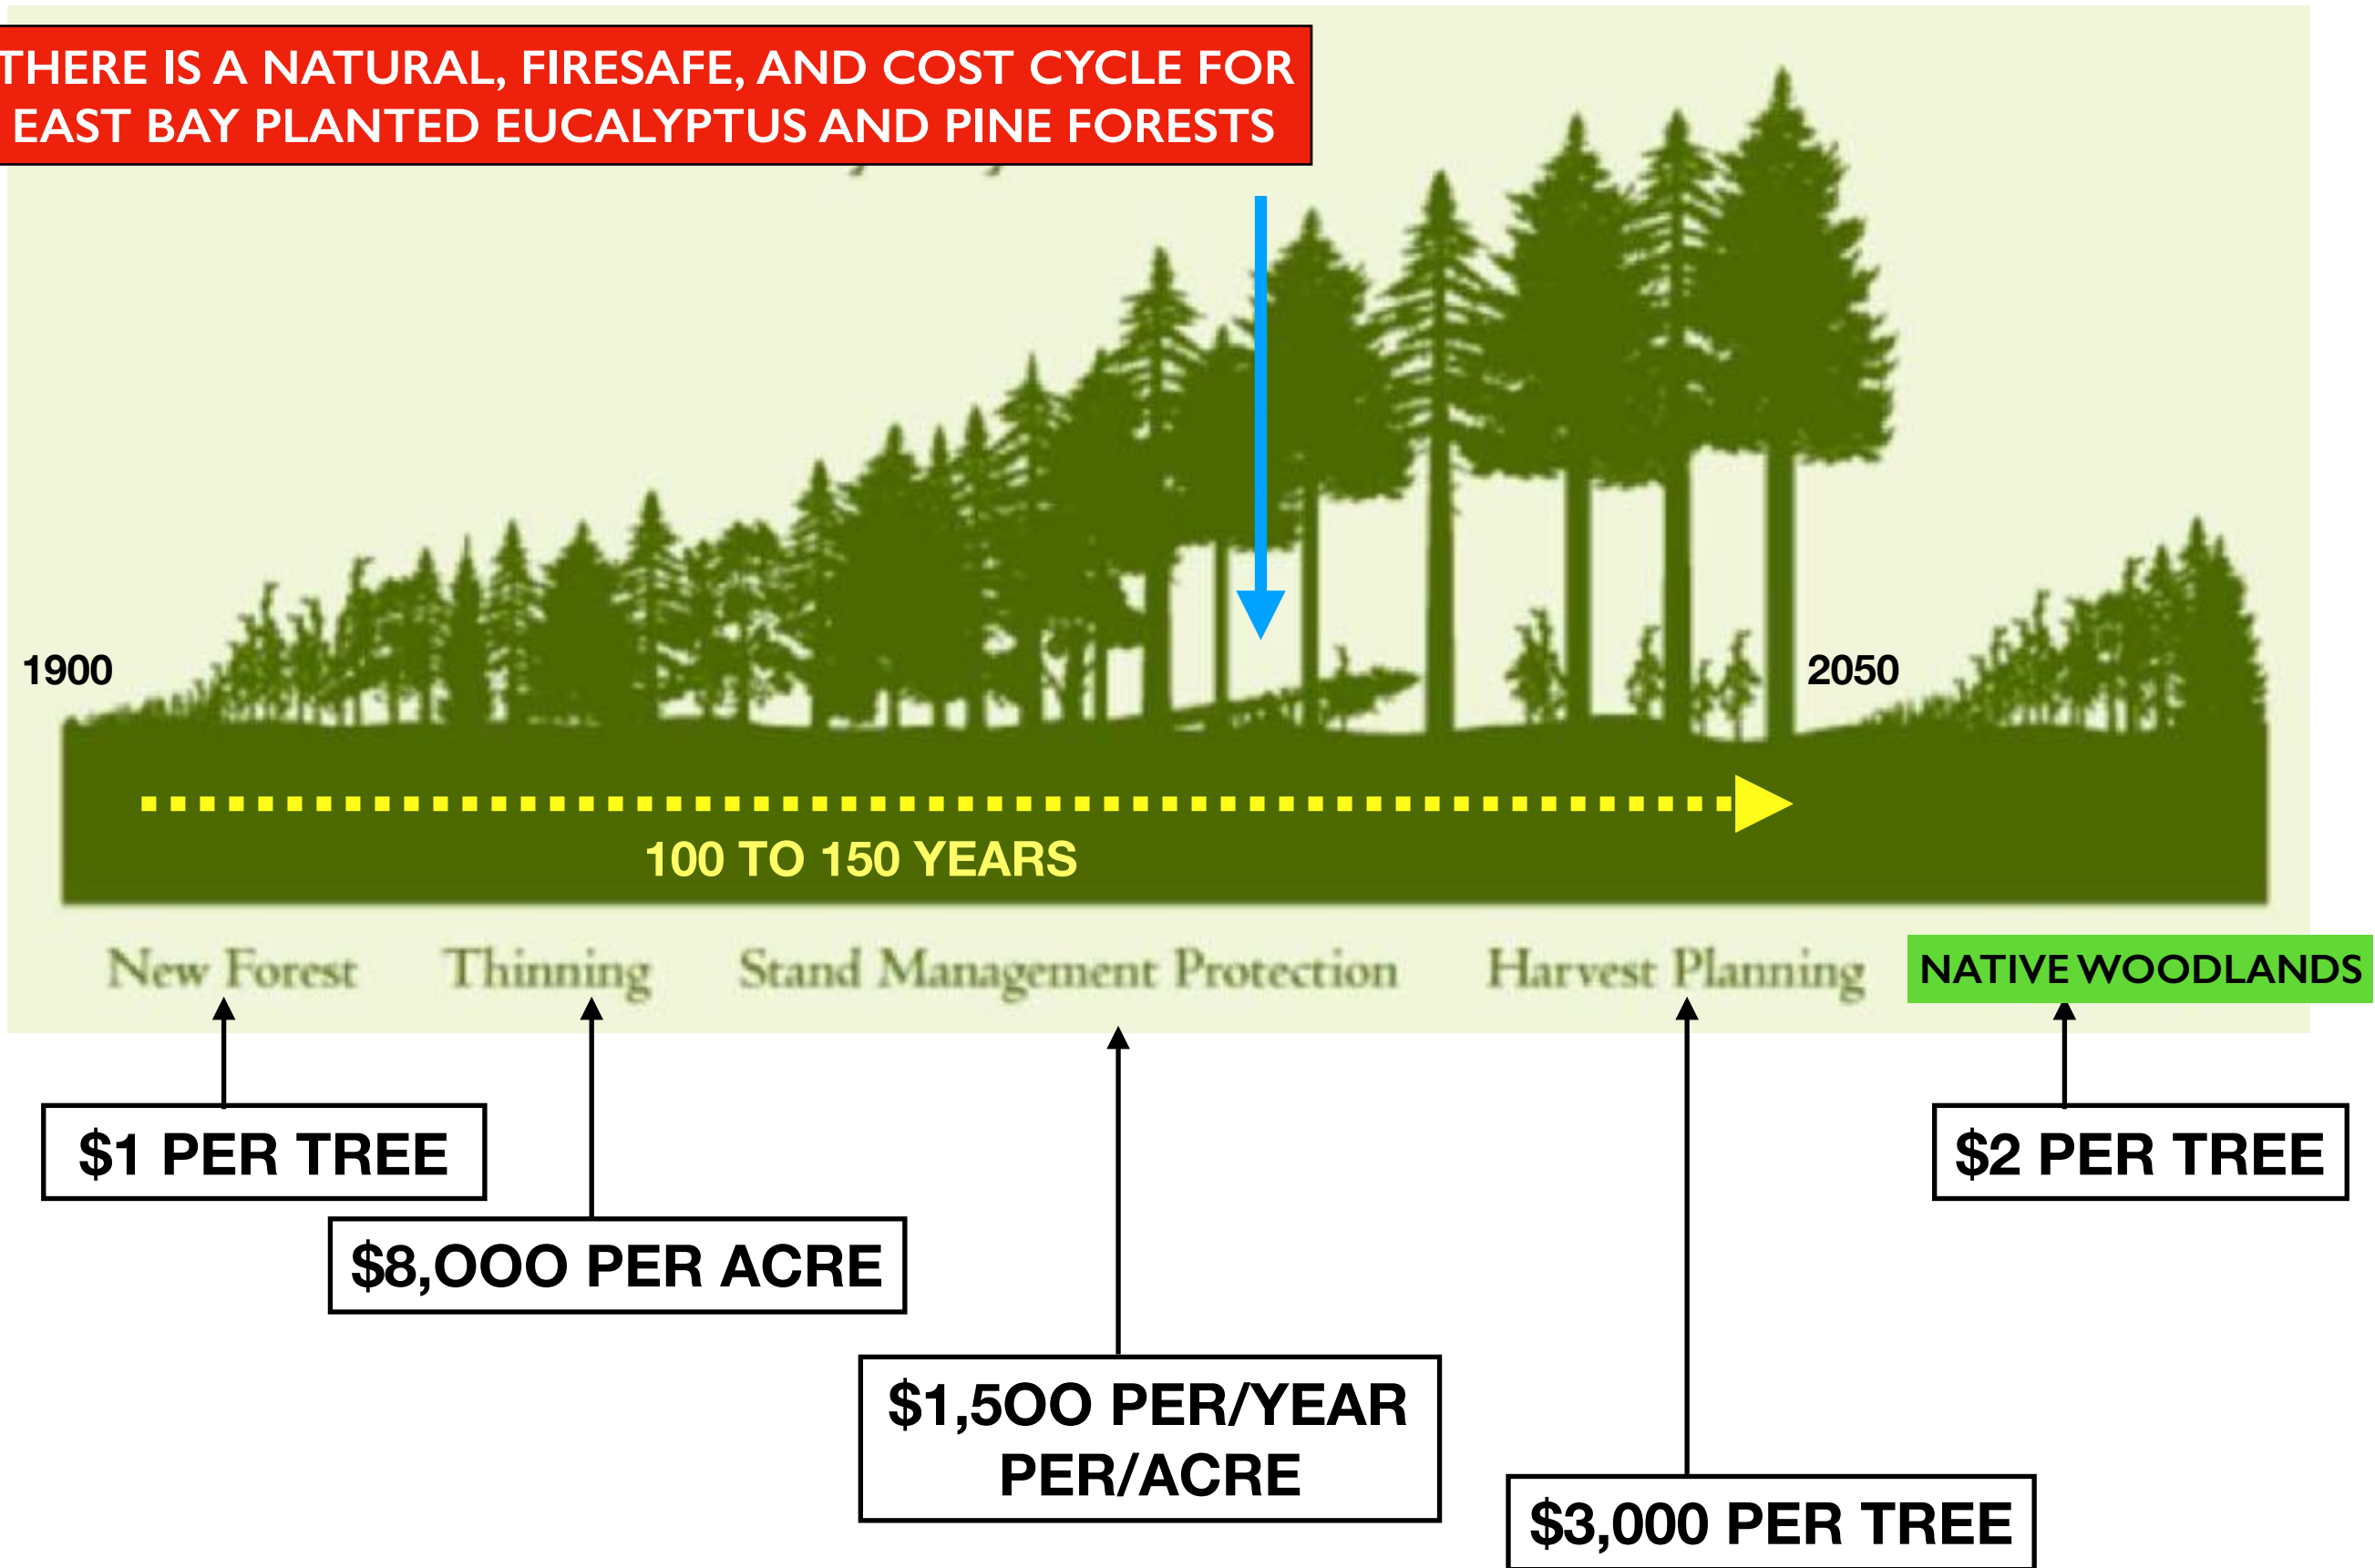 THERE IS A NATURAL, FIRESAFE, AND COST CYCLE FOR
EAST BAY PLANTED EUCALYPTUS AND PINE FORESTS
1900
2050
100 TO 150 YEARS
New Forest
Thinning
Stand Management Protection
Harvest Planning
NATIVE WOODLANDS
$1 PER TREE
$2 PER TREE
$8,000 PER ACRE
$1,500 PER/YEAR
PER/ACRE
$3,000 PER TREE